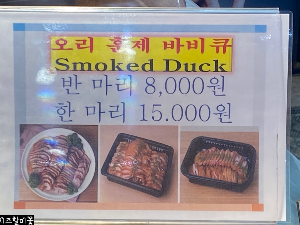 오리 훈제 바비큐
Smoked Duck
반 마리 8,000원
한 마리 15.000원